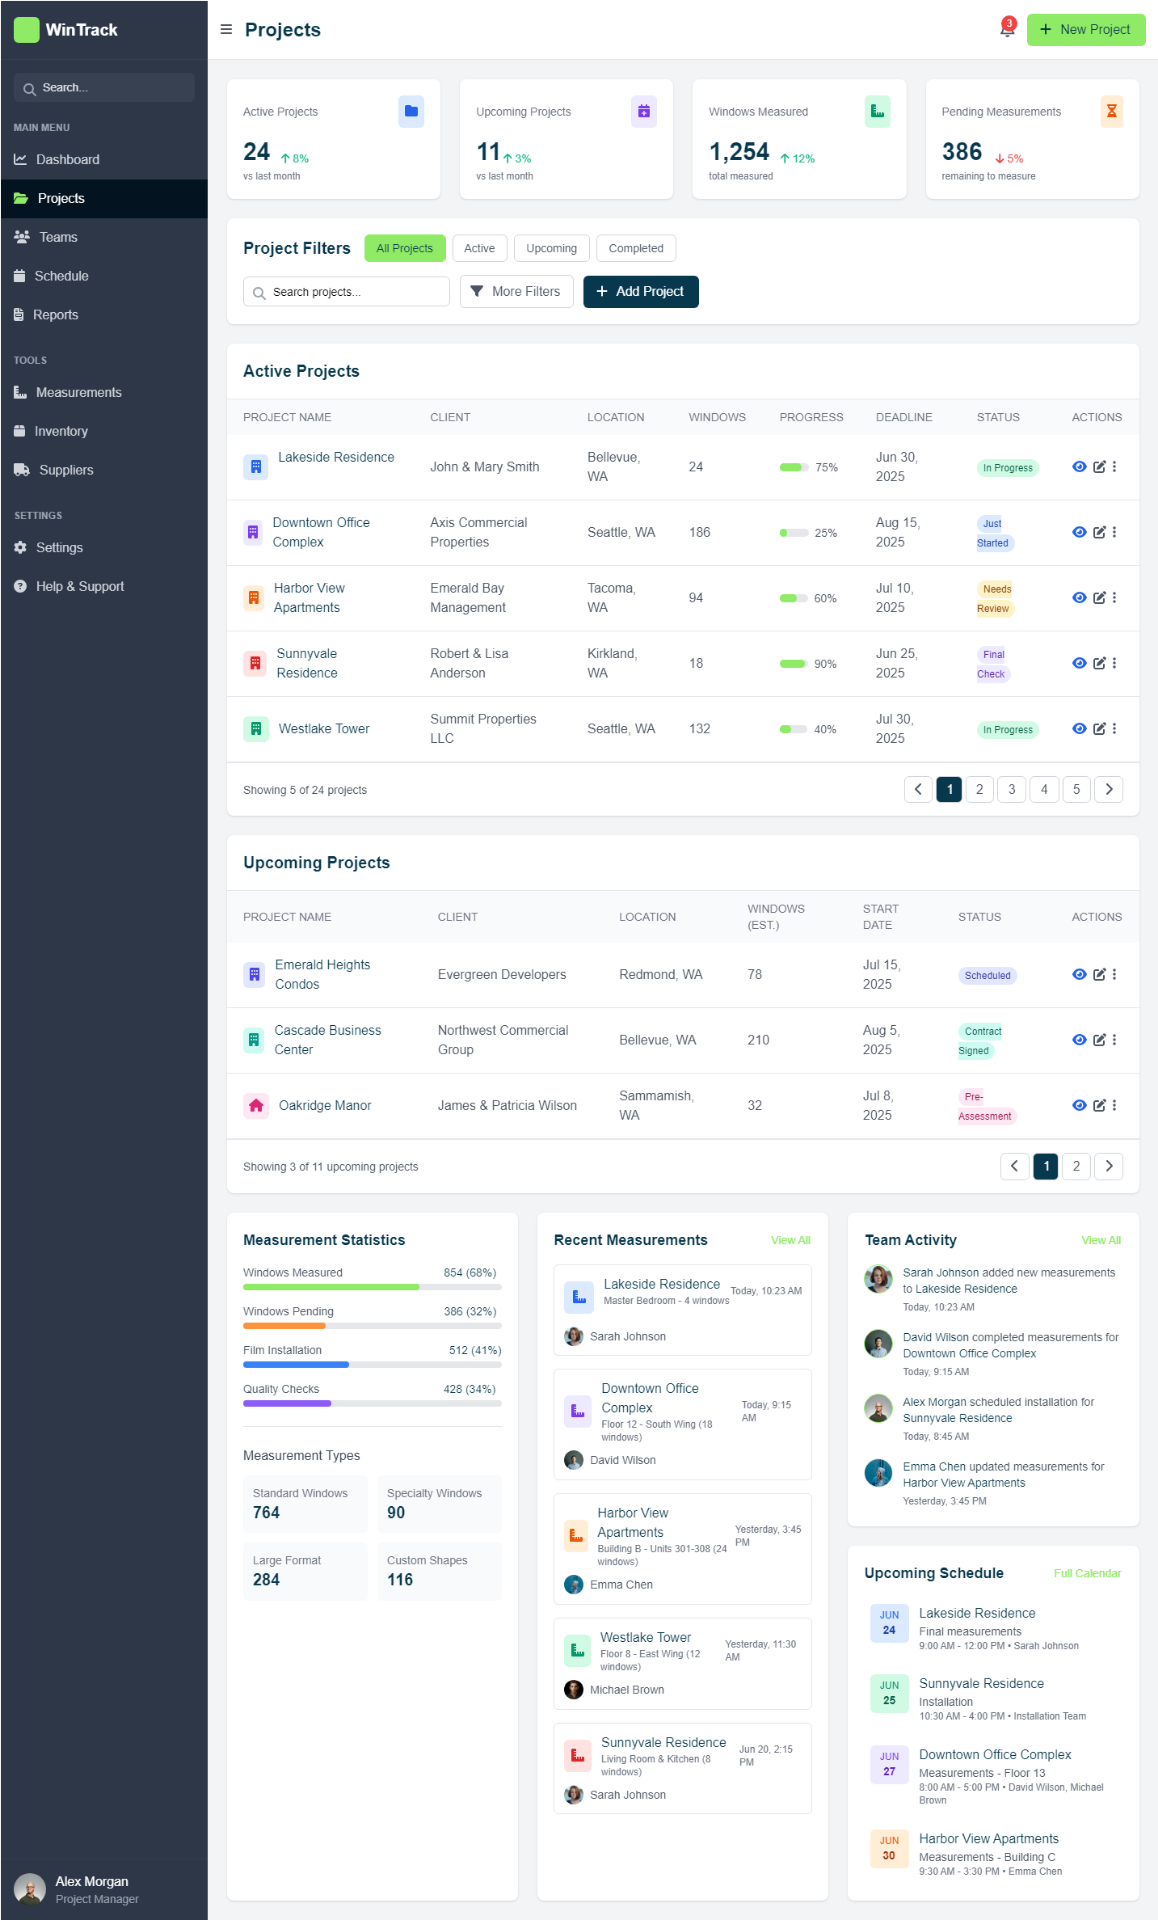 WinTrack
Search...
MAIN MENU
Dashboard
Projects
Teams
Schedule
Reports
TOOLS
Measurements
Inventory
Suppliers
SETTINGS
Settings
Help & Support
Alex Morgan
Project Manager
Projects
3
New Project
Active Projects
24 8%
vs last month
Upcoming Projects
11 3%
vs last month
Windows Measured
1,254 12%
total measured
Pending Measurements
386 5%
remaining to measure
Project Filters All Projects Active Upcoming Completed
Search projects... More Filters Add Project
Active Projects
PROJECT NAME CLIENT LOCATION WINDOWS PROGRESS DEADLINE STATUS ACTIONS
Lakeside Residence
John & Mary Smith
Bellevue,
WA
24
75%
Jun 30,
2025
In Progress
Downtown Office
Complex
Axis Commercial
Properties
Seattle, WA
186
25%
Aug 15,
2025
Just
Started
Harbor View
Apartments
Emerald Bay
Management
Tacoma,
WA
94
60%
Jul 10,
2025
Needs
Review
Sunnyvale
Residence
Robert & Lisa
Anderson
Kirkland,
WA
18
90%
Jun 25,
2025
Final
Check
Westlake Tower
Summit Properties
LLC
Seattle, WA
132
40%
Jul 30,
2025
In Progress
Showing 5 of 24 projects
1 2 3 4 5
Upcoming Projects
PROJECT NAME
CLIENT
LOCATION
WINDOWS
(EST.)
START
DATE
STATUS
ACTIONS
Emerald Heights
Condos
Evergreen Developers
Redmond, WA
78
Jul 15,
2025
Scheduled
Cascade Business
Center
Northwest Commercial
Group
Bellevue, WA
210
Aug 5,
2025
Contract
Signed
Oakridge Manor
James & Patricia Wilson
Sammamish,
WA
32
Jul 8,
2025
Pre-
Assessment
Showing 3 of 11 upcoming projects
1 2
Measurement Statistics
Windows Measured 854 (68%)
Windows Pending 386 (32%)
Film Installation 512 (41%)
Quality Checks 428 (34%)
Measurement Types
Standard Windows
764
Specialty Windows
90
Large Format
284
Custom Shapes
116
Recent Measurements View All
Lakeside Residence
Master Bedroom - 4 windows
Today, 10:23 AM
Sarah Johnson
Downtown Office
Complex
Floor 12 - South Wing (18
windows)
Today, 9:15
AM
David Wilson
Harbor View
Apartments
Building B - Units 301-308 (24
windows)
Yesterday, 3:45
PM
Emma Chen
Westlake Tower
Floor 8 - East Wing (12
windows)
Yesterday, 11:30
AM
Michael Brown
Sunnyvale Residence
Living Room & Kitchen (8
windows)
Jun 20, 2:15
PM
Sarah Johnson
Team Activity View All
Sarah Johnson added new measurements
to Lakeside Residence
Today, 10:23 AM
David Wilson completed measurements for
Downtown Office Complex
Today, 9:15 AM
Alex Morgan scheduled installation for
Sunnyvale Residence
Today, 8:45 AM
Emma Chen updated measurements for
Harbor View Apartments
Yesterday, 3:45 PM
Upcoming Schedule Full Calendar
JUN
24
Lakeside Residence
Final measurements
9:00 AM - 12:00 PM • Sarah Johnson
JUN
25
Sunnyvale Residence
Installation
10:30 AM - 4:00 PM • Installation Team
JUN
27
Downtown Office Complex
Measurements - Floor 13
8:00 AM - 5:00 PM • David Wilson, Michael
Brown
JUN
30
Harbor View Apartments
Measurements - Building C
9:30 AM - 3:30 PM • Emma Chen